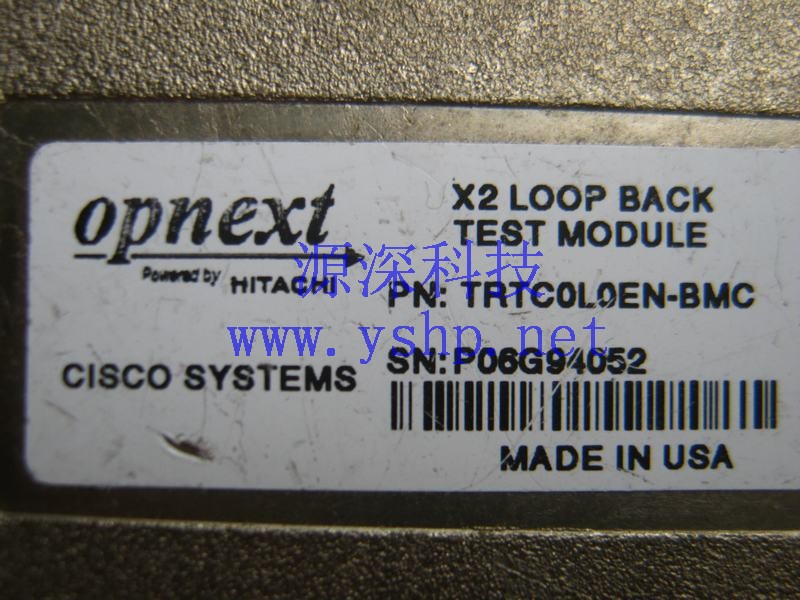 opnext
Powered by HITACHI
CISCO SYSTEMS
X2 LOOP BACK
TEST MODULE
PN: TRTC0L0EN-BMC
SN: P06G94052
MADE IN USA
源深科技
www.yshp.net